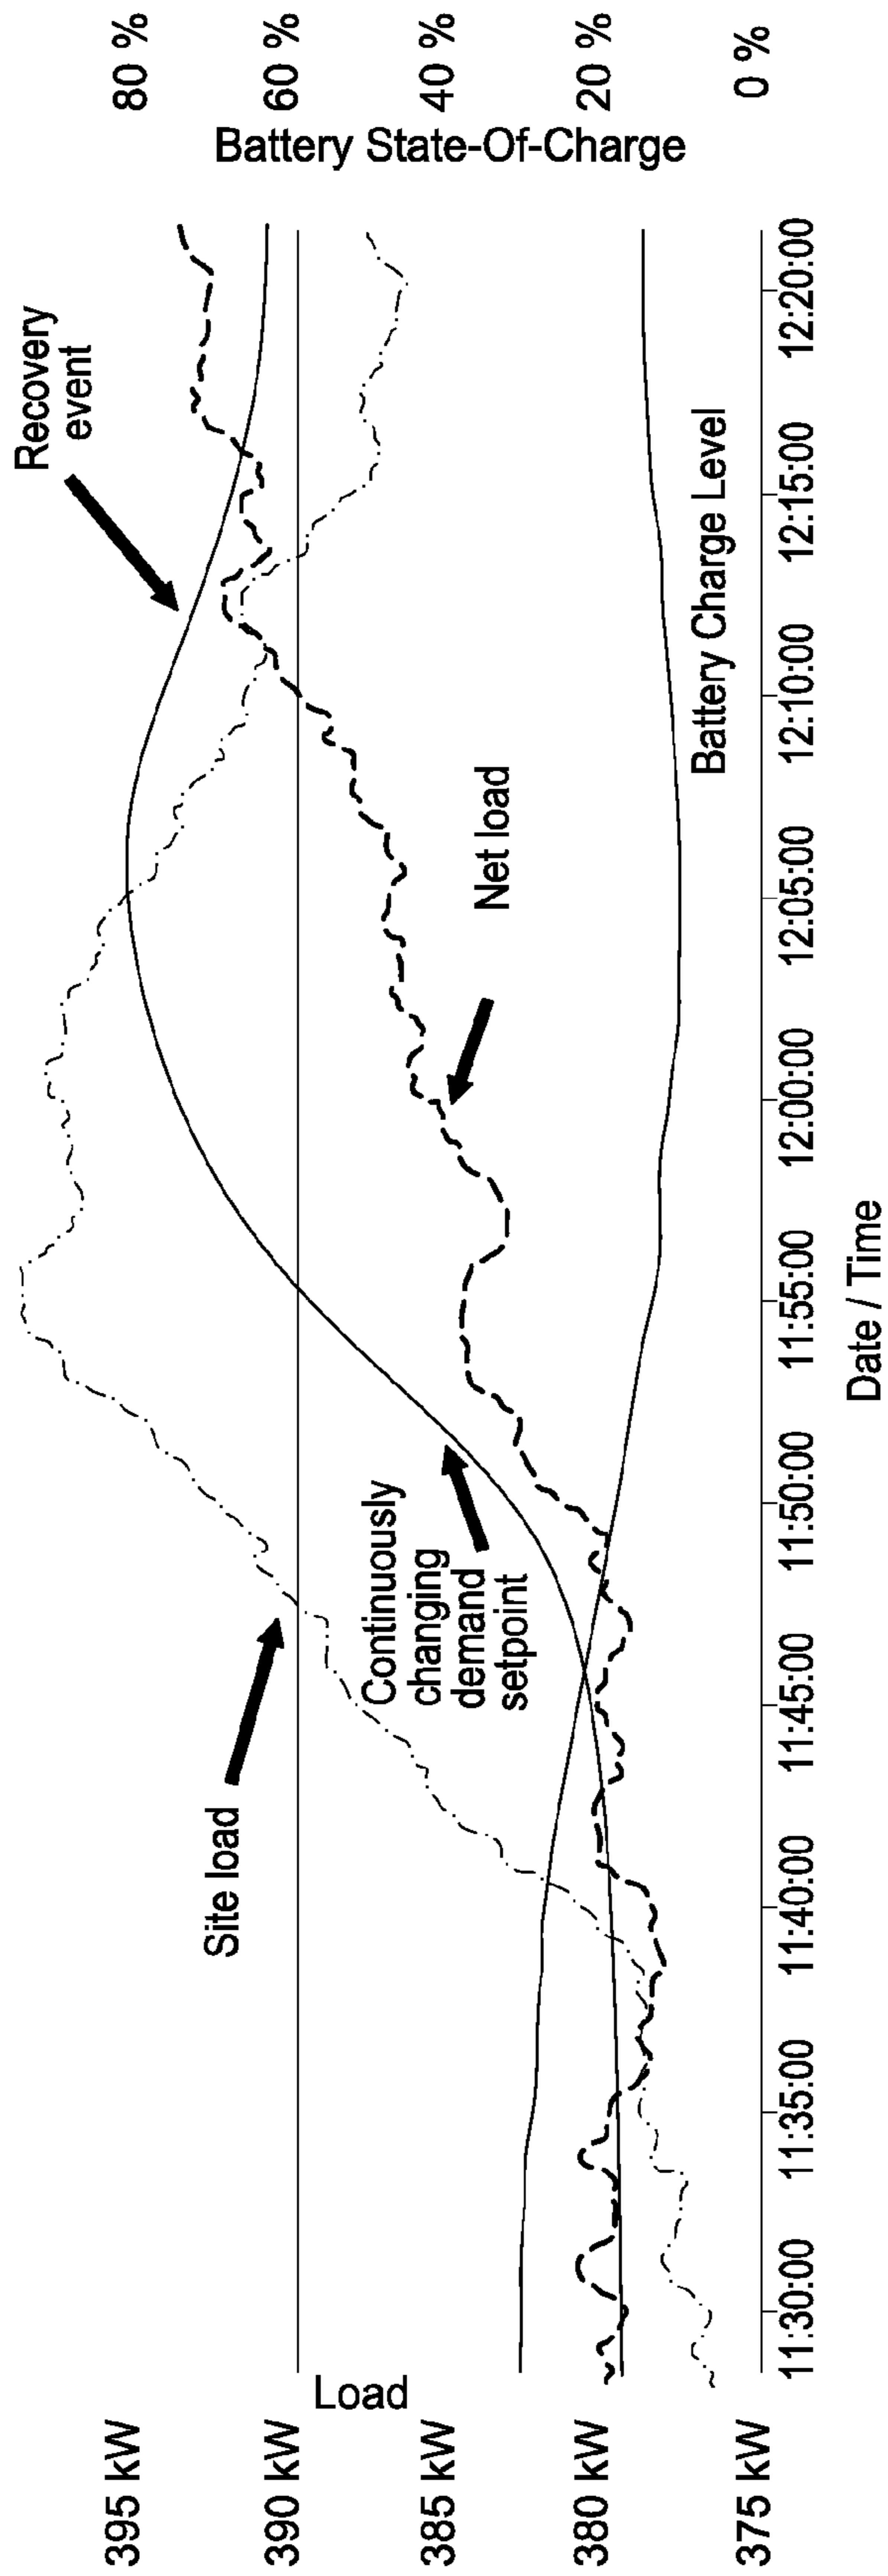 395 kW
390 kW
385 kW
380 kW
375 kW
Load
Site load
Continuously
changing
demand
setpoint
Net load
Recovery
event
Battery Charge Level
80 %
60 %
40 %
20 %
0 %
Battery State-Of-Charge
11:30:00
11:35:00
11:40:00
11:45:00
11:50:00
11:55:00
12:00:00
12:05:00
12:10:00
12:15:00
12:20:00
Date / Time